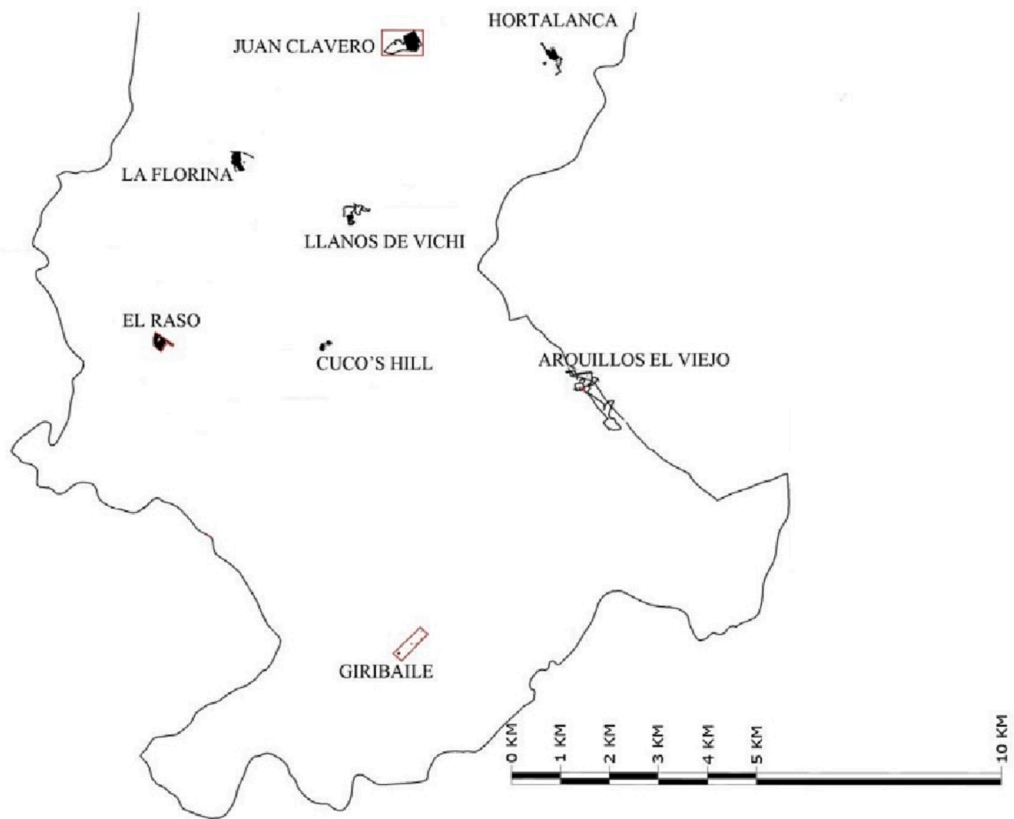 HORTALANCA
JUAN CLAVERO
LA FLORINA
LLANOS DE VICHI
EL RASO
CUCO'S HILL
ARQUILLOS EL VIEJO
GIRIBAILE
0 KM
1 KM
2 KM
3 KM
4 KM
5 KM
10 KM